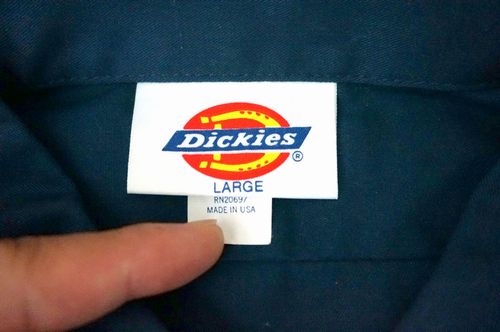 Dickies
®
LARGE
RN20697
MADE IN USA